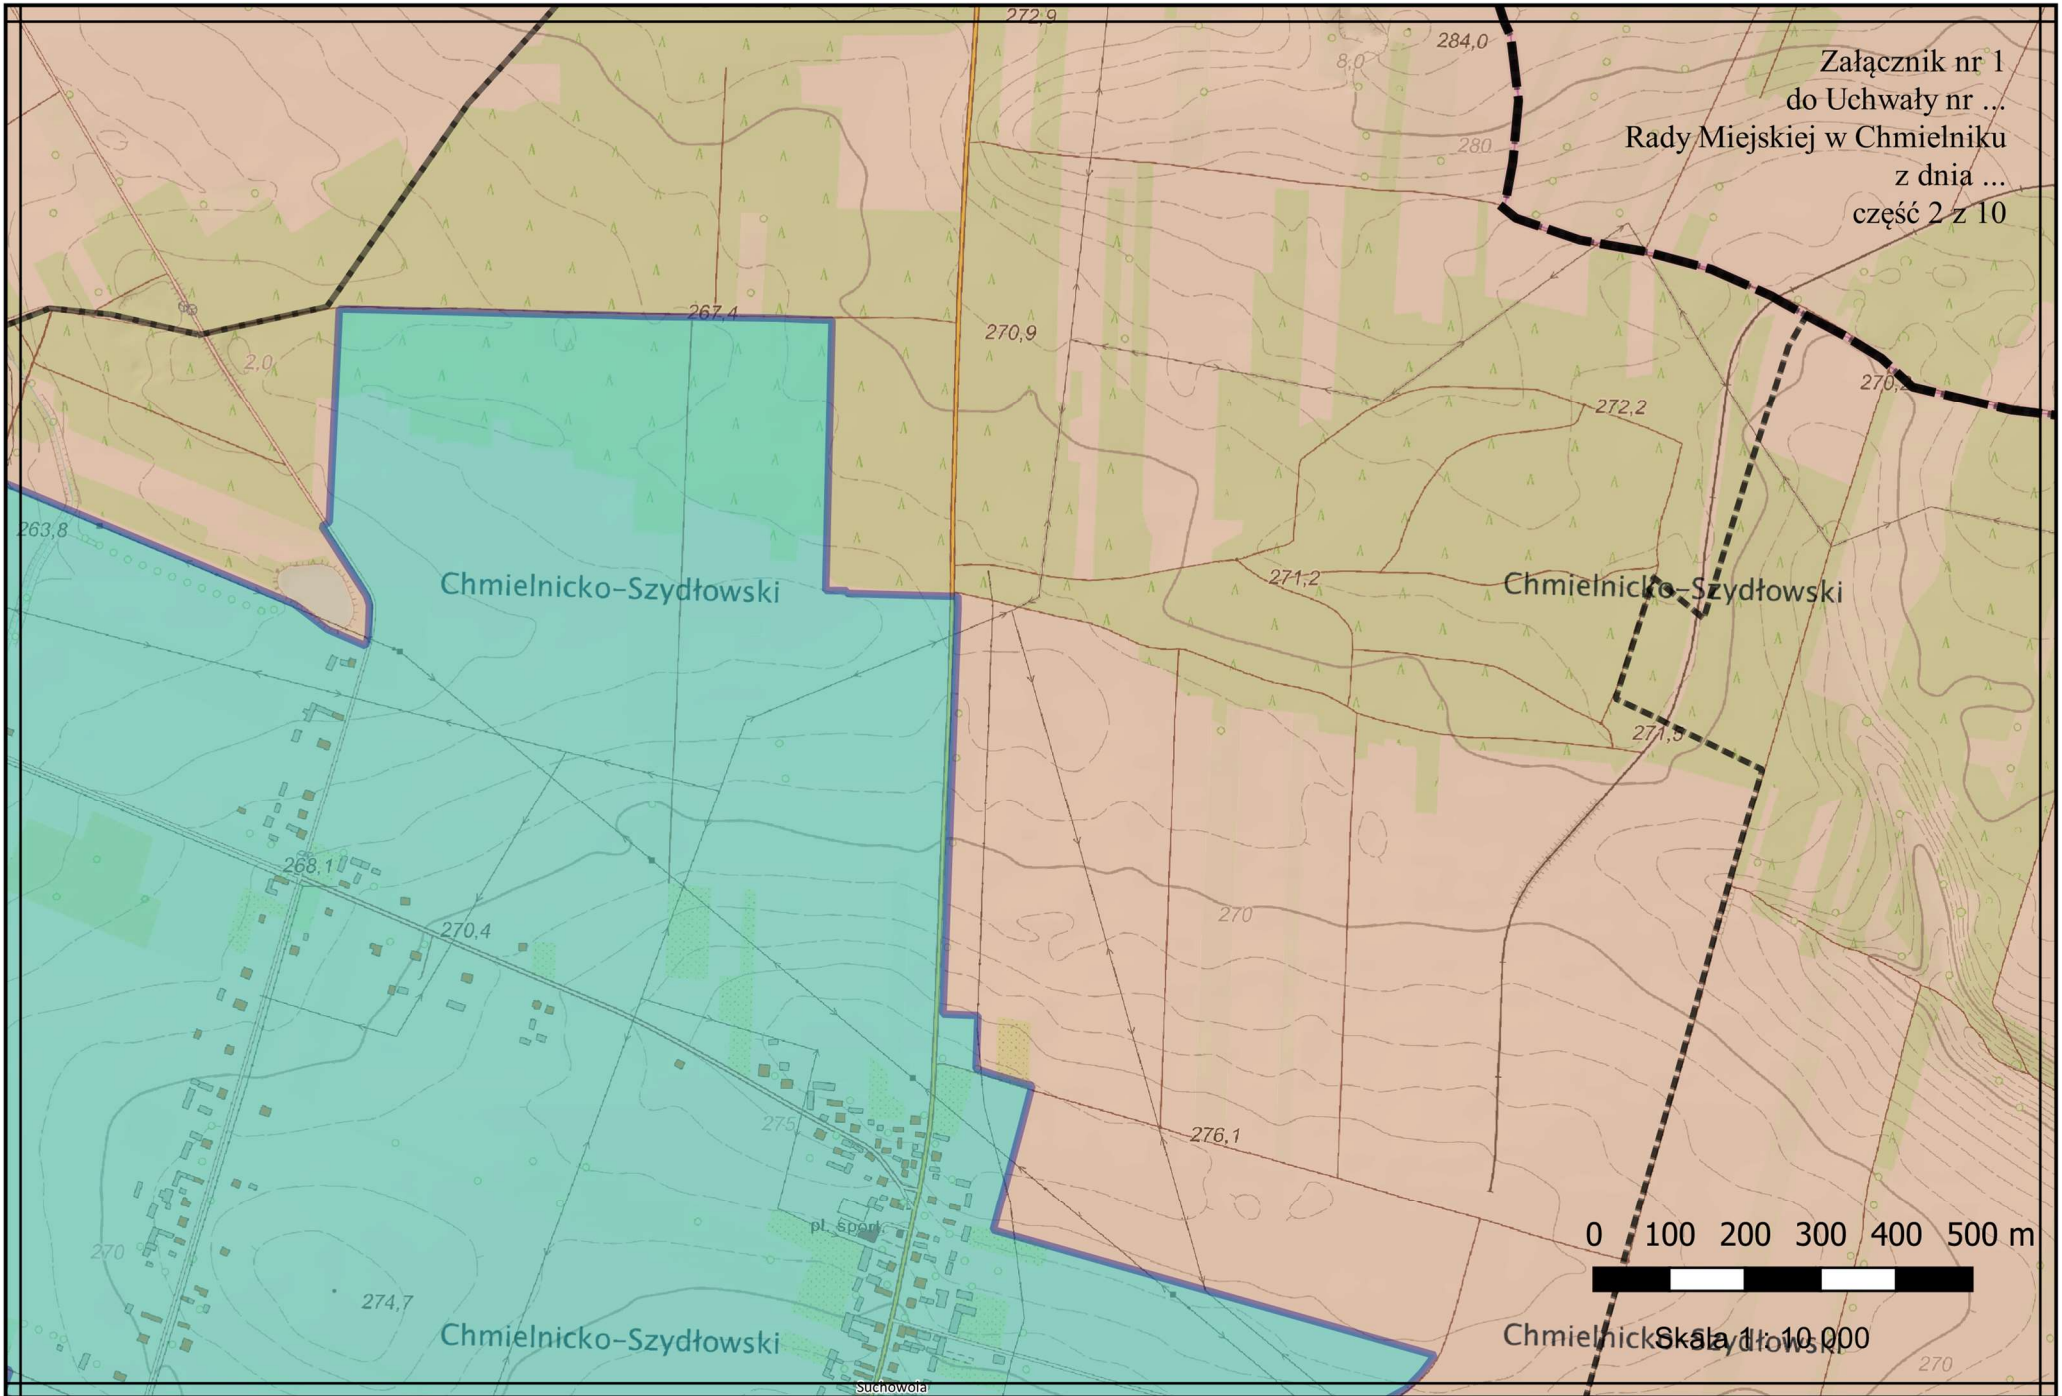 272,9
284,0
8,0
Załącznik nr 1
do Uchwały nr ...
Rady Miejskiej w Chmielniku
z dnia ...
część 2 z 10
280
267,4
270,9
2,0
270,2
272,2
263,8
271,2
Chmielnicko-Szydłowski
Chmielnicko-Szydłowski
271,5
268,1
270,4
270
275
276,1
pl. sport.
0 100 200 300 400 500 m
270
274,7
Chmielnicko-Szydłowski
Chmielnicko-Szydłowski
Skala 1 : 10 000
270
Suchowola